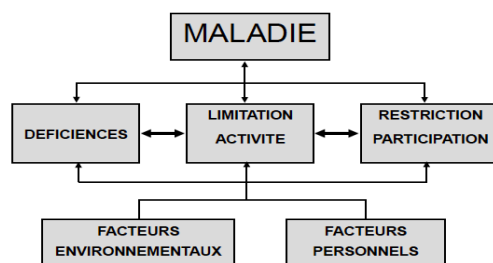 MALADIE
DEFICIENCES
LIMITATION
ACTIVITE
RESTRICTION
PARTICIPATION
FACTEURS
ENVIRONNEMENTAUX
FACTEURS
PERSONNELS